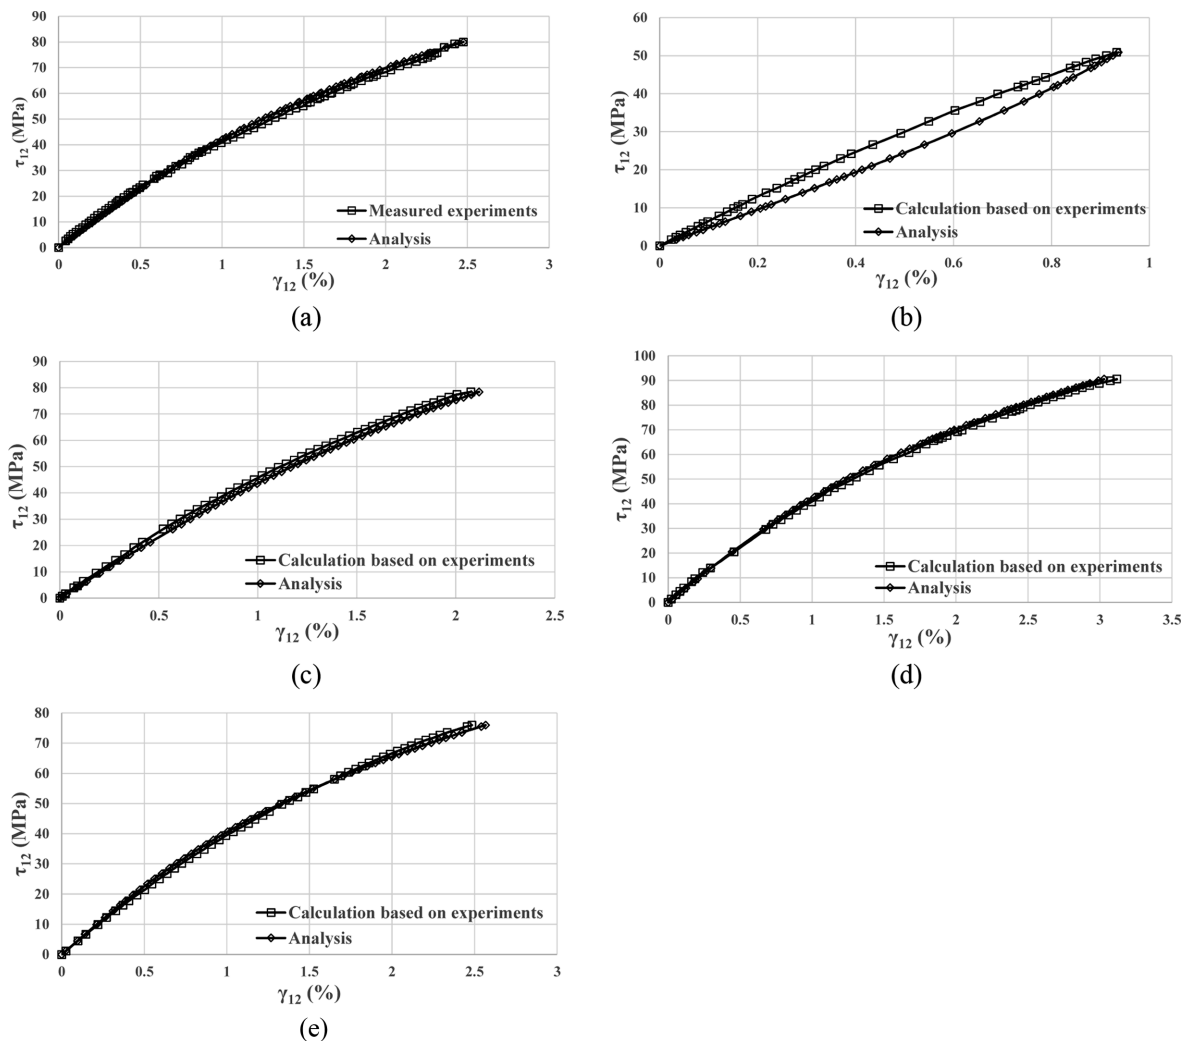 90
80
70
60
50
40
30
20
10
0
τ12 (MPa)
Measured experiments
Analysis
0 0.5 1 1.5 2 2.5 3
γ12 (%)
(a)
60
50
40
30
20
10
0
τ12 (MPa)
Calculation based on experiments
Analysis
0 0.2 0.4 0.6 0.8 1
γ12 (%)
(b)
90
80
70
60
50
40
30
20
10
0
τ12 (MPa)
Calculation based on experiments
Analysis
0 0.5 1 1.5 2 2.5
γ12 (%)
(c)
100
90
80
70
60
50
40
30
20
10
0
τ12 (MPa)
Calculation based on experiments
Analysis
0 0.5 1 1.5 2 2.5 3 3.5
γ12 (%)
(d)
80
70
60
50
40
30
20
10
0
τ12 (MPa)
Calculation based on experiments
Analysis
0 0.5 1 1.5 2 2.5 3
γ12 (%)
(e)